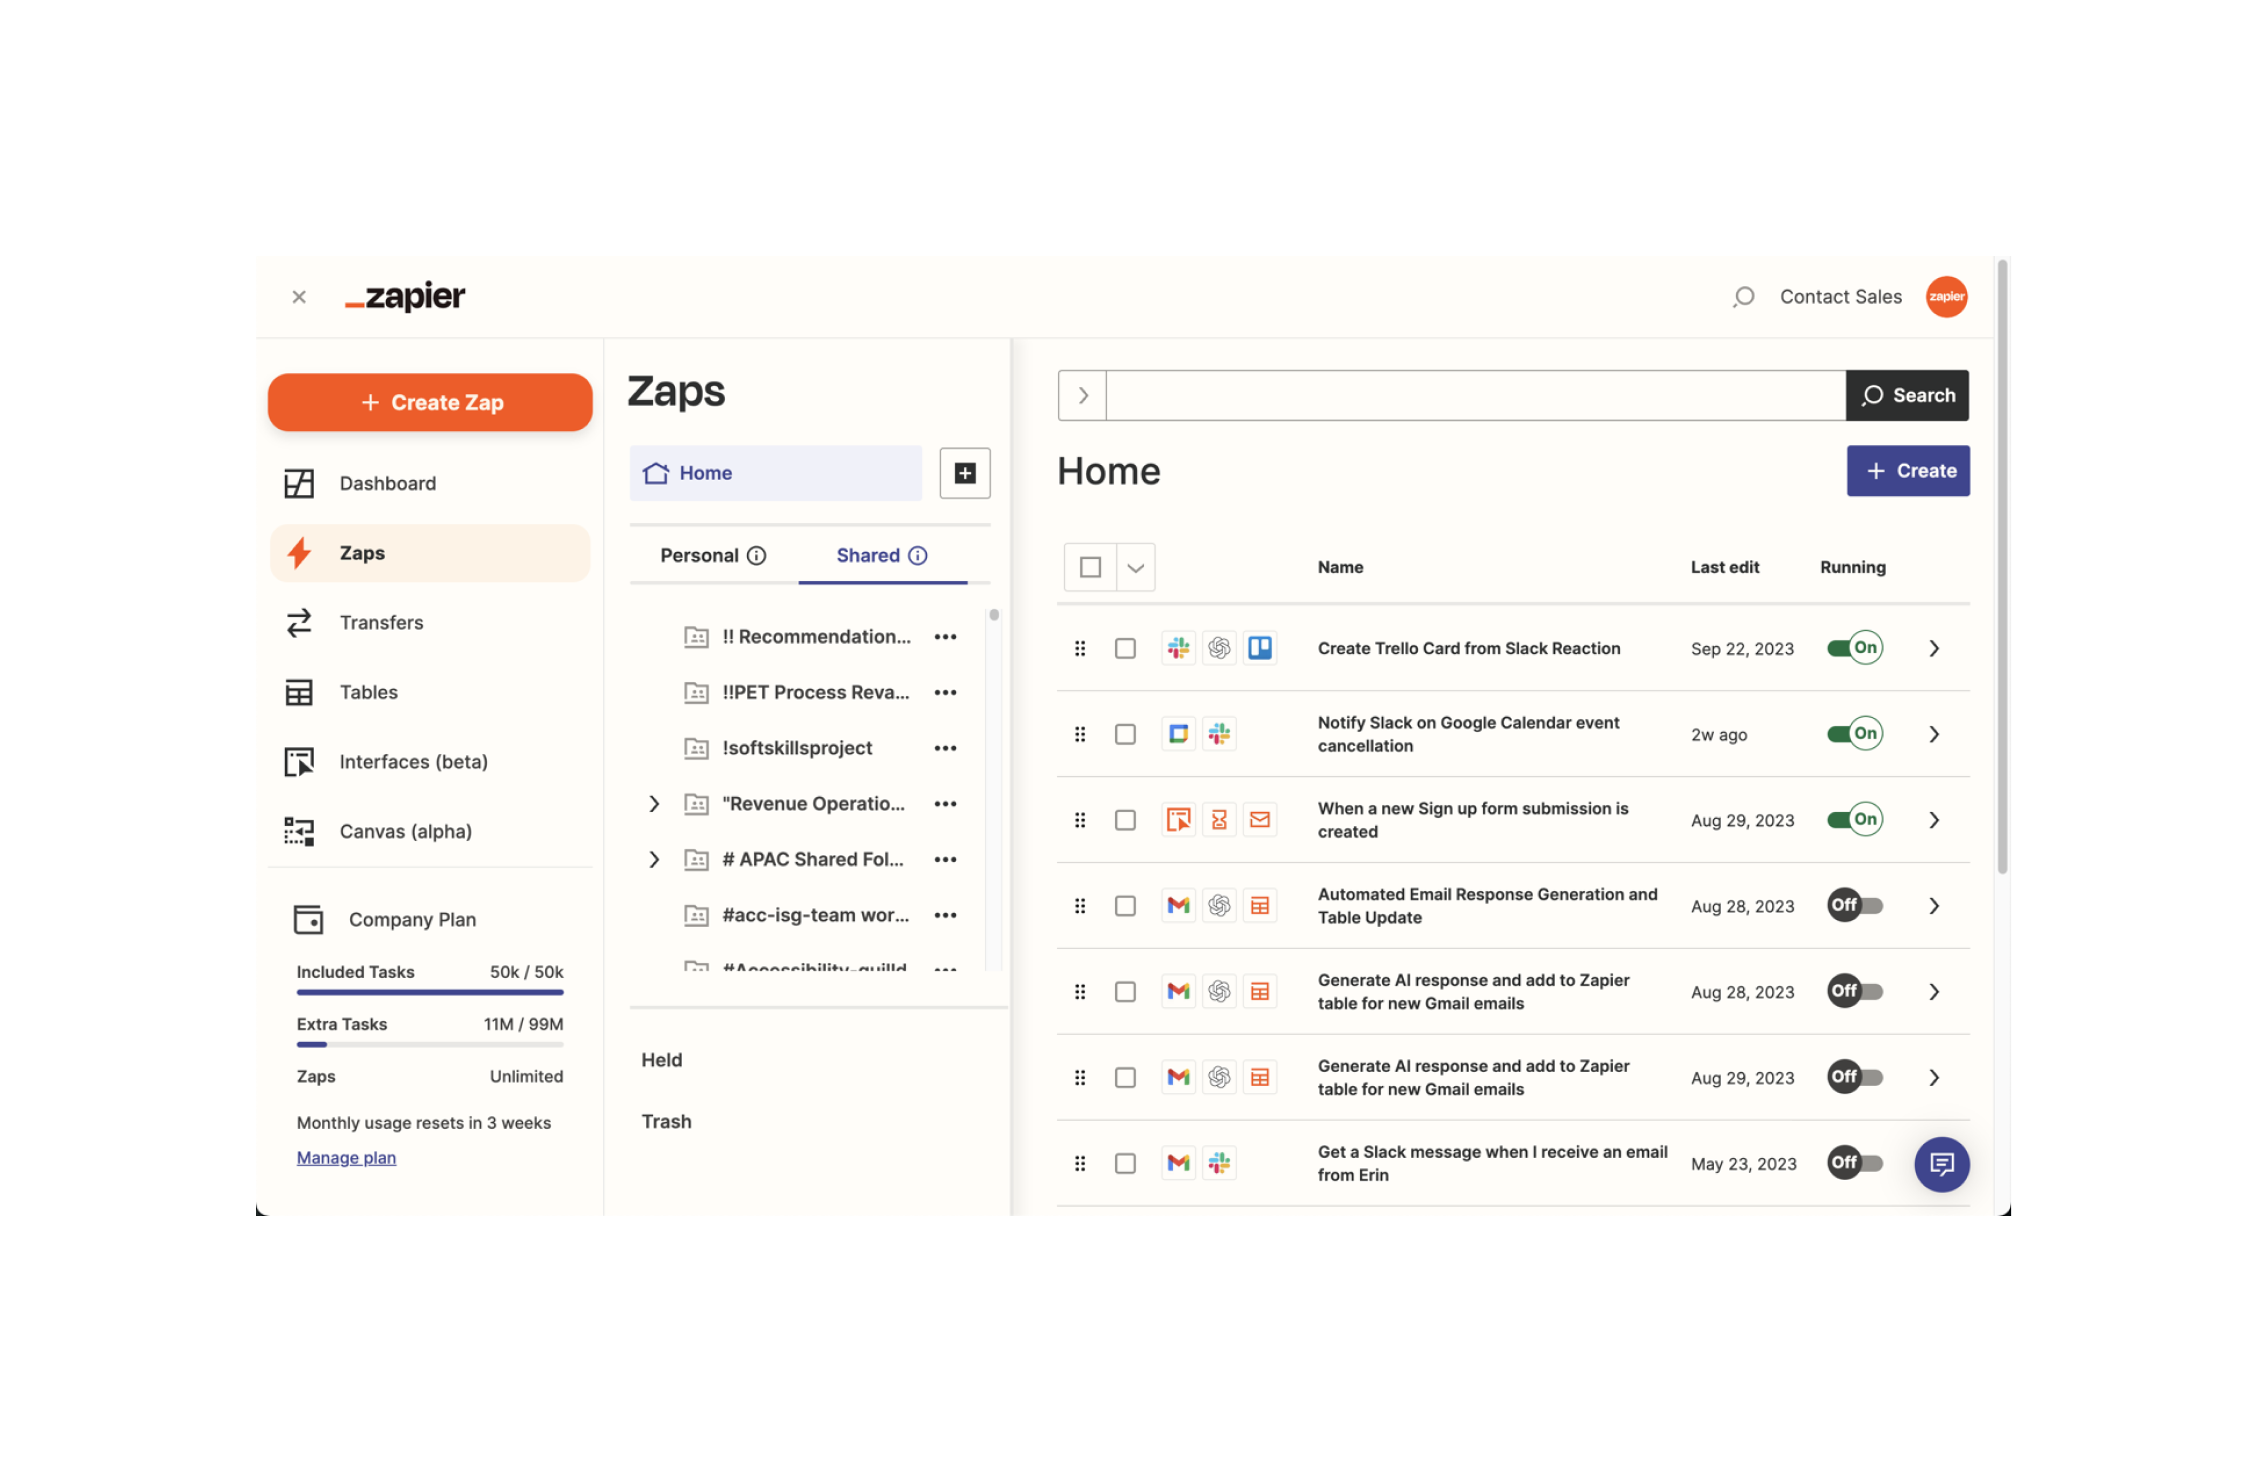 zapier
Contact Sales
zapier
Create Zap
Dashboard
Zaps
Transfers
Tables
Interfaces (beta)
Canvas (alpha)
Company Plan
Included Tasks 50k / 50k
Extra Tasks 11M / 99M
Zaps Unlimited
Monthly usage resets in 3 weeks
Manage plan
Zaps
Home
Personal Shared
!! Recommendation...
!!PET Process Reva...
!softskillsproject
"Revenue Operatio...
# APAC Shared Fol...
#acc-isg-team wor...
#Accessibility-guild
Held
Trash
Search
Home
Create
Name Last edit Running
Create Trello Card from Slack Reaction Sep 22, 2023 On
Notify Slack on Google Calendar event
cancellation
2w ago On
When a new Sign up form submission is
created
Aug 29, 2023 On
Automated Email Response Generation and
Table Update
Aug 28, 2023 Off
Generate AI response and add to Zapier
table for new Gmail emails
Aug 28, 2023 Off
Generate AI response and add to Zapier
table for new Gmail emails
Aug 29, 2023 Off
Get a Slack message when I receive an email
from Erin
May 23, 2023 Off